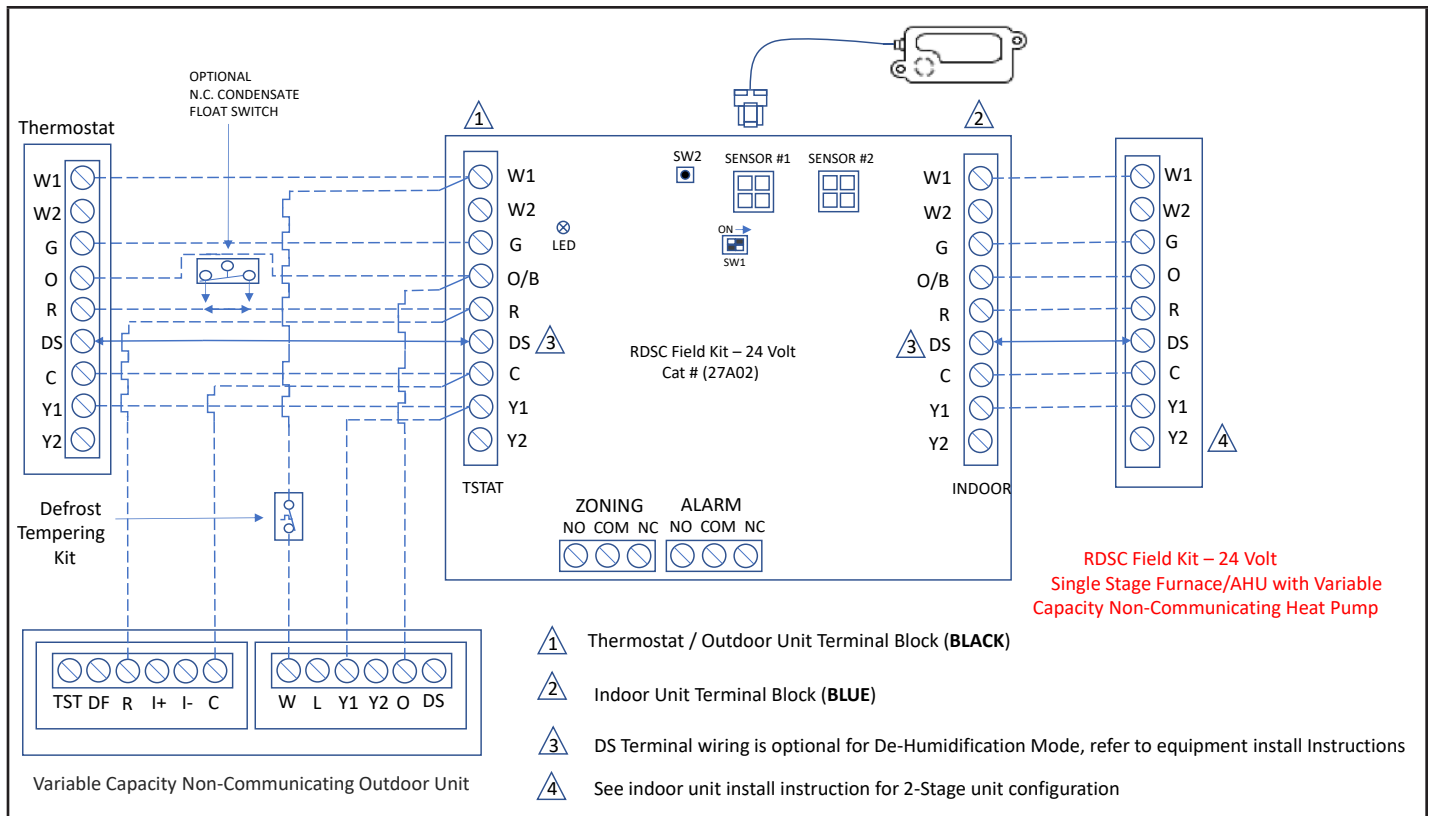 OPTIONAL
N.C. CONDENSATE
FLOAT SWITCH
Thermostat
W1
W2
G
O
R
DS
C
Y1
Y2
1
W1
W2
G
O/B
R
DS
3
C
Y1
Y2
TSTAT
LED
SW2
SENSOR #1
SENSOR #2
ON
SW1
RDSC Field Kit – 24 Volt
Cat # (27A02)
ZONING
NO COM NC
ALARM
NO COM NC
2
W1
W2
G
O/B
R
3
DS
C
Y1
Y2
INDOOR
W1
W2
G
O
R
DS
C
Y1
Y2
4
Defrost
Tempering
Kit
RDSC Field Kit – 24 Volt
Single Stage Furnace/AHU with Variable
Capacity Non-Communicating Heat Pump
TST DF R I+ I- C
W L Y1 Y2 O DS
Variable Capacity Non-Communicating Outdoor Unit
1 Thermostat / Outdoor Unit Terminal Block (BLACK)
2 Indoor Unit Terminal Block (BLUE)
3 DS Terminal wiring is optional for De-Humidification Mode, refer to equipment install Instructions
4 See indoor unit install instruction for 2-Stage unit configuration